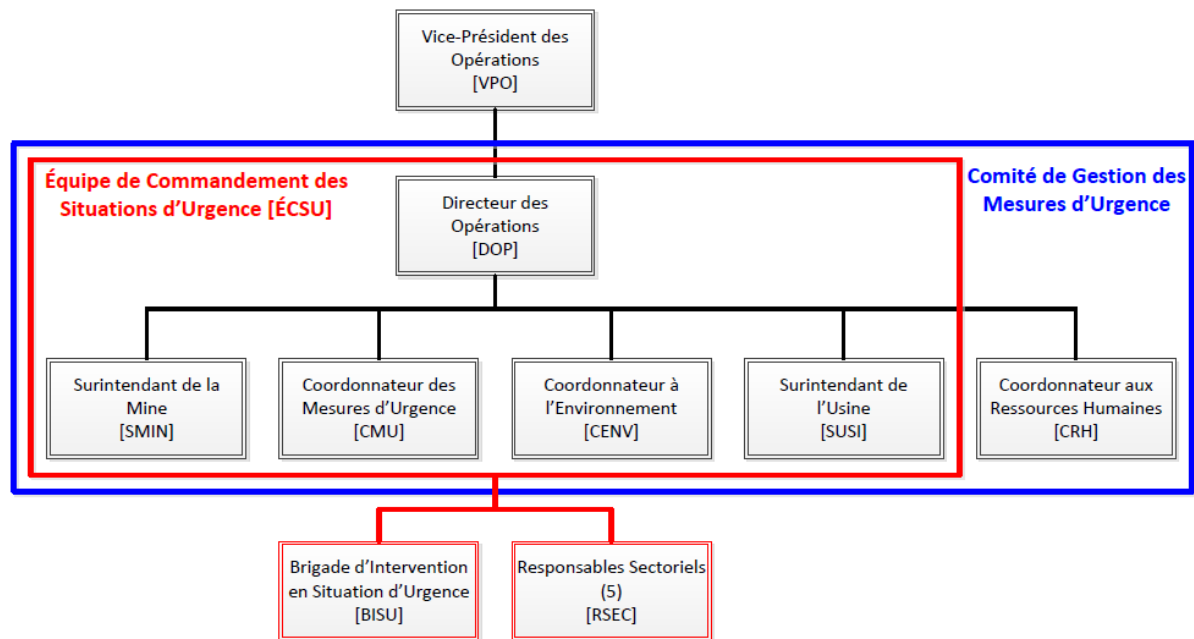 Vice-Président des
Opérations
[VPO]
Équipe de Commandement des
Situations d’Urgence [ÉCSU]
Comité de Gestion des
Mesures d’Urgence
Directeur des
Opérations
[DOP]
Surintendant de la
Mine
[SMIN]
Coordonnateur des
Mesures d’Urgence
[CMU]
Coordonnateur à
l’Environnement
[CENV]
Surintendant de
l’Usine
[SUSI]
Coordonnateur aux
Ressources Humaines
[CRH]
Brigade d’Intervention
en Situation d’Urgence
[BISU]
Responsables Sectoriels
(5)
[RSEC]